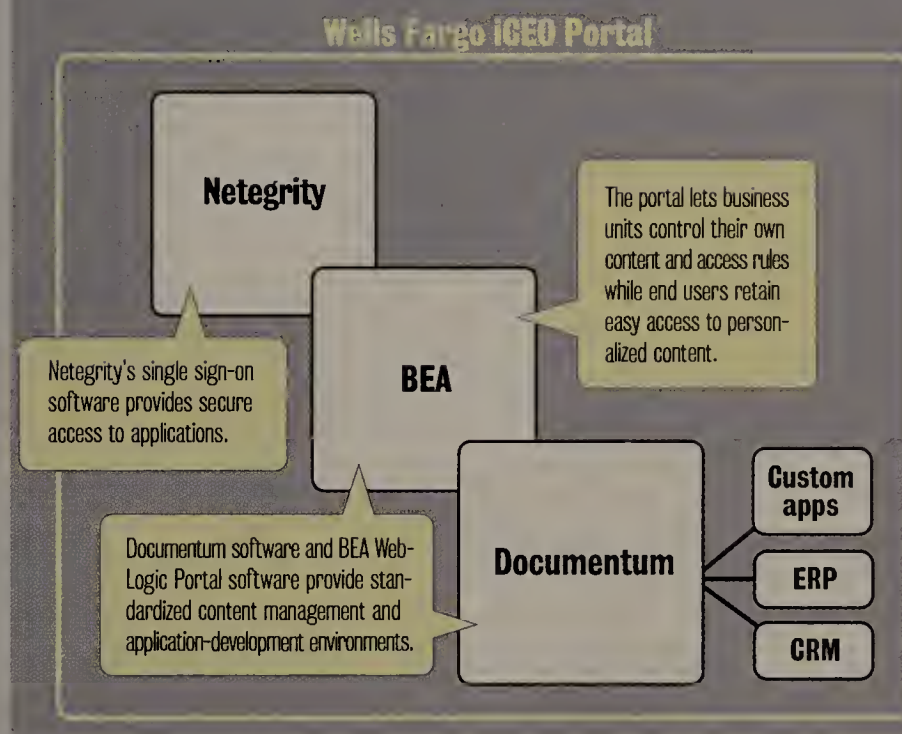 Wells Fargo iCEO Portal
Netegrity
The portal lets business
units control their own
content and access rules
while end users retain
easy access to person-
alized content.
Netegrity's single sign-on
software provides secure
access to applications.
BEA
Documentum software and BEA Web-
Logic Portal software provide stan-
dardized content management and
application-development environments.
Documentum
Custom
apps
ERP
CRM